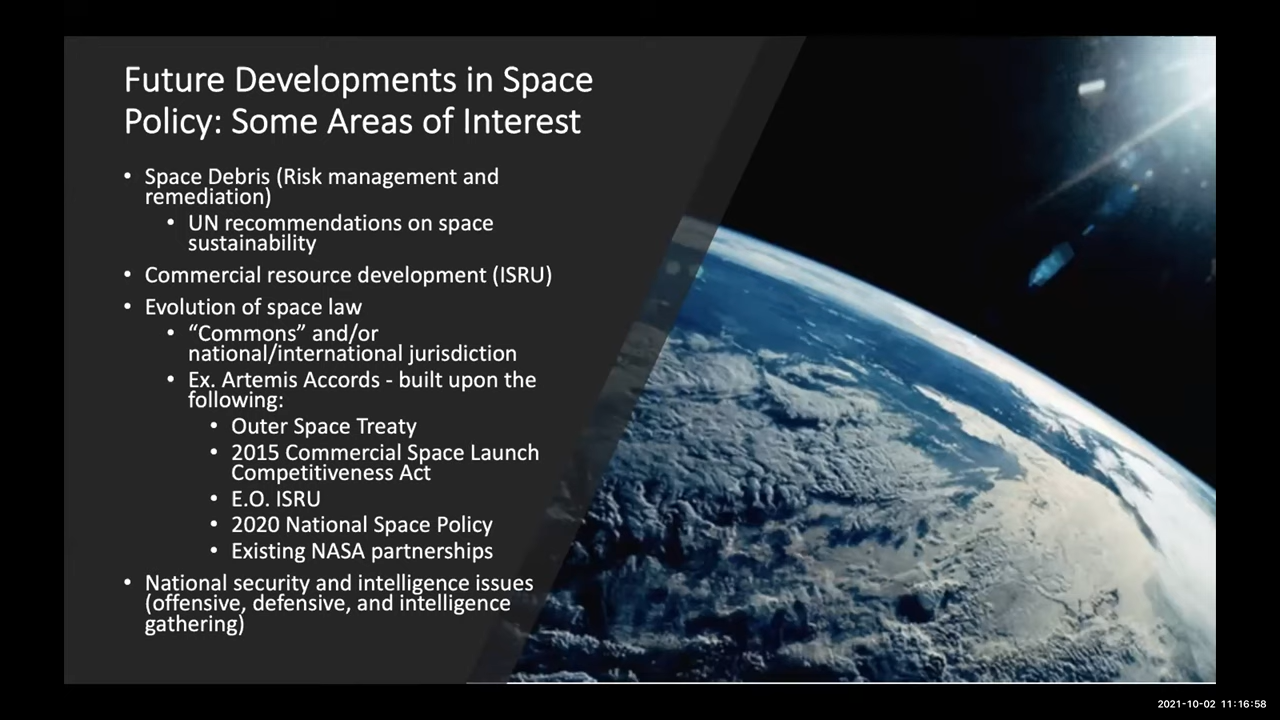 Future Developments in Space
Policy: Some Areas of Interest
• Space Debris (Risk management and
remediation)
• UN recommendations on space
sustainability
• Commercial resource development (ISRU)
• Evolution of space law
• “Commons” and/or
national/international jurisdiction
• Ex. Artemis Accords - built upon the
following:
• Outer Space Treaty
• 2015 Commercial Space Launch
Competitiveness Act
• E.O. ISRU
• 2020 National Space Policy
• Existing NASA partnerships
• National security and intelligence issues
(offensive, defensive, and intelligence
gathering)
2021-10-02 11:16:58